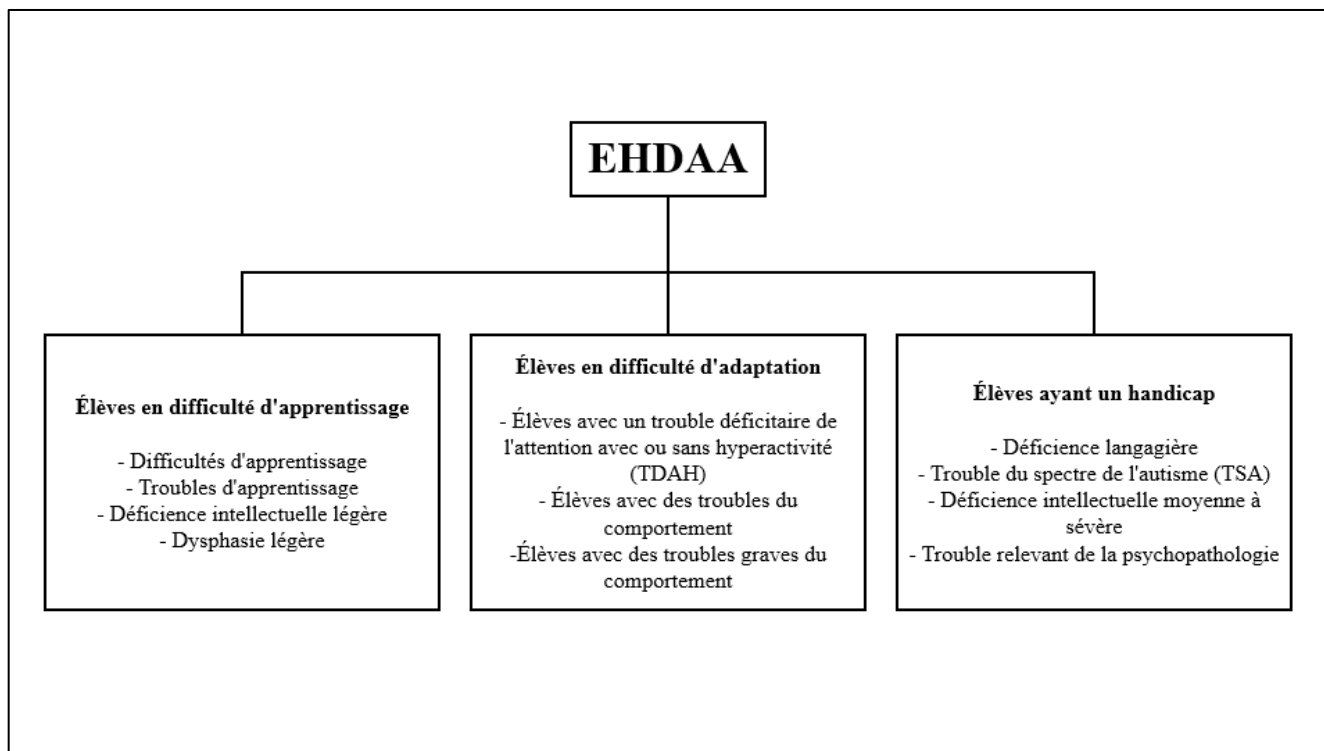 EHDAA
Élèves en difficulté d'apprentissage
- Difficultés d'apprentissage
- Troubles d'apprentissage
- Déficience intellectuelle légère
- Dysphasie légère
Élèves en difficulté d'adaptation
- Élèves avec un trouble déficitaire de
l'attention avec ou sans hyperactivité
(TDAH)
- Élèves avec des troubles du
comportement
-Élèves avec des troubles graves du
comportement
Élèves ayant un handicap
- Déficience langagière
- Trouble du spectre de l'autisme (TSA)
- Déficience intellectuelle moyenne à
sévère
- Trouble relevant de la psychopathologie